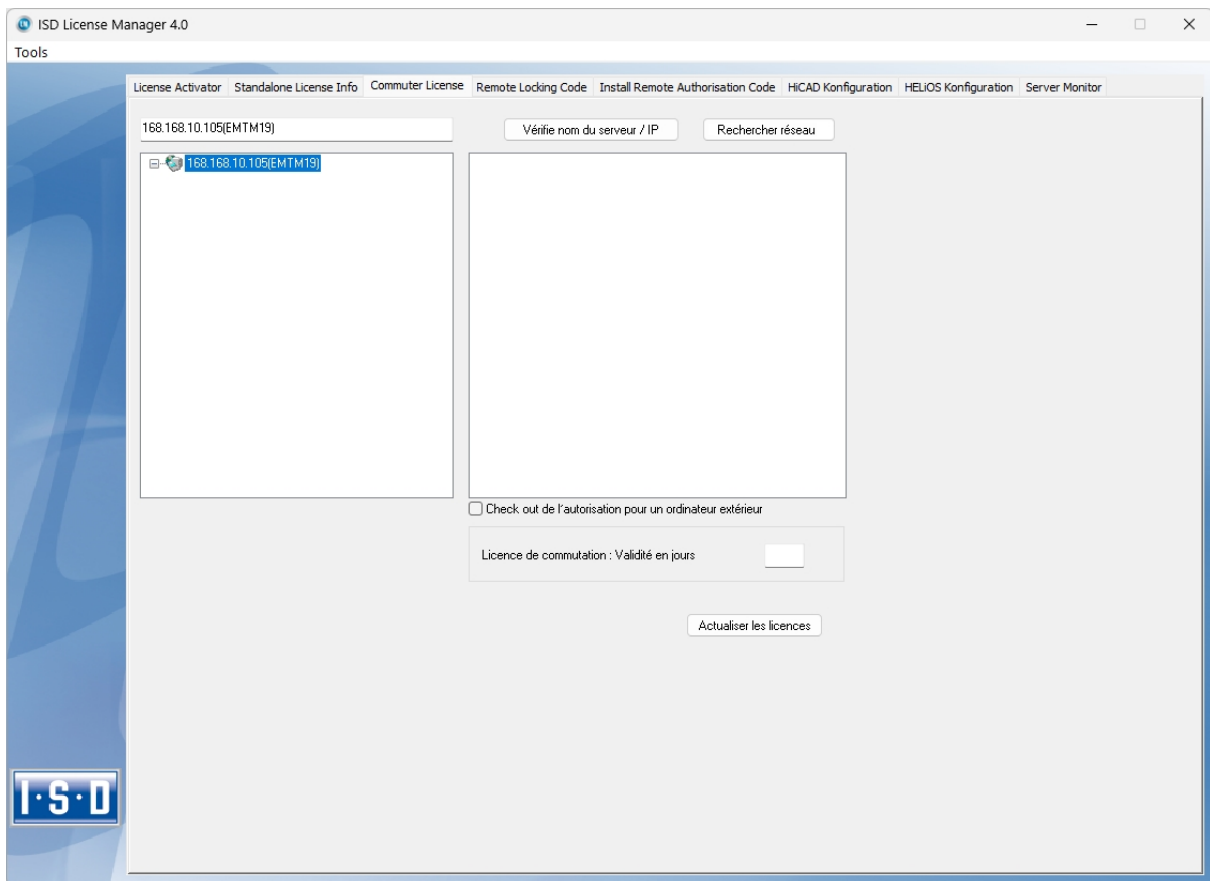 ISD License Manager 4.0
Tools
License Activator Standalone License Info Commuter License Remote Locking Code Install Remote Authorisation Code HiCAD Konfiguration HELiOS Konfiguration Server Monitor
168.168.10.105(EMTM19) Vérifie nom du serveur / IP Rechercher réseau
168.168.10.105(EMTM19)
Check out de l'autorisation pour un ordinateur extérieur
Licence de commutation : Validité en jours
Actualiser les licences
I·S·D